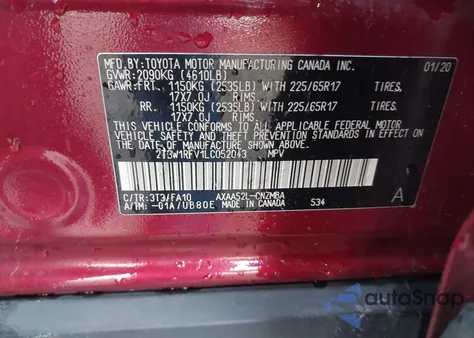 MFD. BY: TOYOTA MOTOR MANUFACTURING CANADA INC. 01/20
GVWR: 2090KG (4610LB)
GAWR:FRT. 1150KG (2535LB) WITH 225/65R17 TIRES.
17X7.0J RIMS.
RR. 1150KG (2535LB) WITH 225/65R17 TIRES.
17X7.0J RIMS.
THIS VEHICLE CONFORMS TO ALL APPLICABLE FEDERAL MOTOR
VEHICLE SAFETY AND THEFT PREVENTION STANDARDS IN EFFECT ON
THE DATE OF MANUFACTURE SHOWN ABOVE.
2T3W1RFV1LC052043 MPV
C/TR:3T3/FA10 AXAA52L-CNZMBA A
A/TM: -01A/UB80E MADE IN CANADA 534
autoSnap